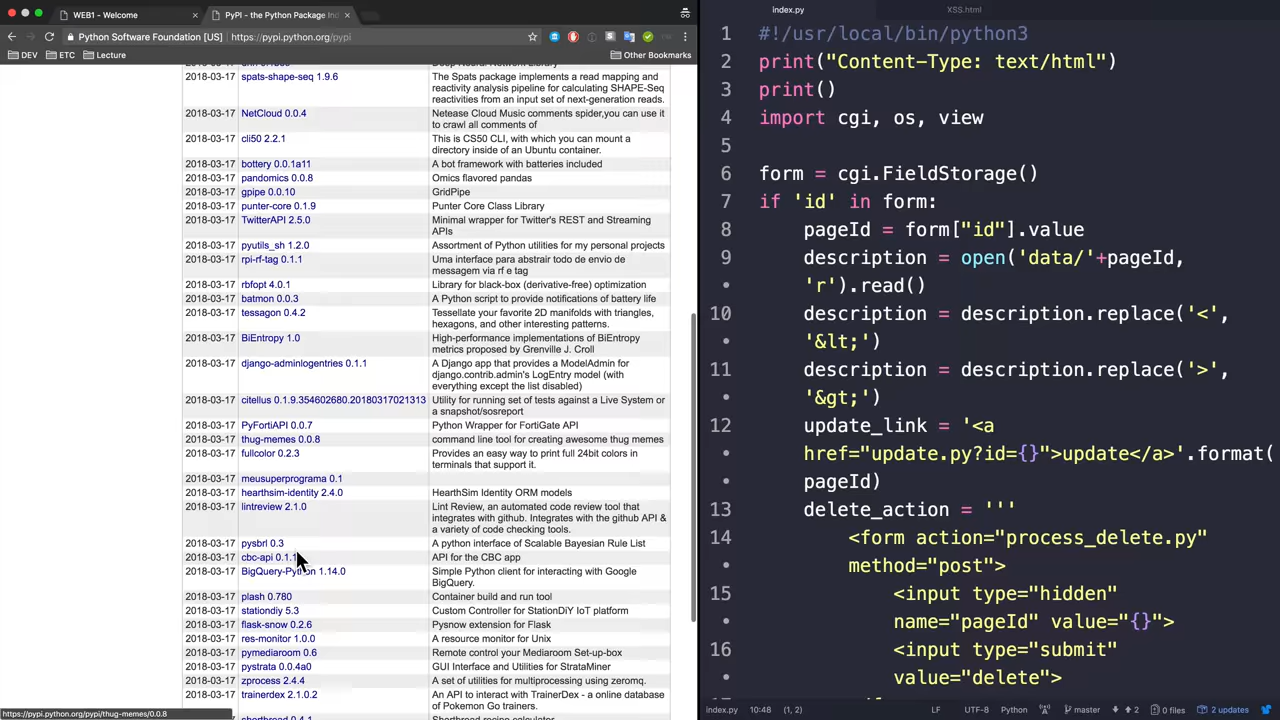 WEB1 - Welcome
PyPI - the Python Package Ind
Python Software Foundation [US] https://pypi.python.org/pypi
DEV ETC Lecture Other Bookmarks
2018-03-17 spats-shape-seq 1.9.6 The Spats package implements a read mapping and
reactivity analysis pipeline for calculating SHAPE-Seq
reactivities from an input set of next-generation reads.
2018-03-17 NetCloud 0.0.4 Netease Cloud Music comments spider,you can use it
to crawl all comments of
2018-03-17 cli50 2.2.1 This is CS50 CLI, with which you can mount a
directory inside of an Ubuntu container.
2018-03-17 bottery 0.0.1a11 A bot framework with batteries included
2018-03-17 pandomics 0.0.8 Omics flavored pandas
2018-03-17 gpipe 0.0.10 GridPipe
2018-03-17 punter-core 0.1.9 Punter Core Class Library
2018-03-17 TwitterAPI 2.5.0 Minimal wrapper for Twitter's REST and Streaming
APIs
2018-03-17 pyutils_sh 1.2.0 Assortment of Python utilities for my personal projects
2018-03-17 rpi-rf-tag 0.1.1 Uma interface para abstrair todo de envio de
messagem via rf e tag
2018-03-17 rbfopt 4.0.1 Library for black-box (derivative-free) optimization
2018-03-17 batmon 0.0.3 A Python script to provide notifications of battery life
2018-03-17 tessagon 0.4.2 Tessellate your favorite 2D manifolds with triangles,
hexagons, and other interesting patterns.
2018-03-17 BiEntropy 1.0 High-performance implementations of BiEntropy
metrics proposed by Grenville J. Croll
2018-03-17 django-adminlogentries 0.1.1 A Django app that provides a ModelAdmin for
django.contrib.admin's LogEntry model (with
everything except the list disabled)
2018-03-17 citellus 0.1.9.354602680.20180317021313 Utility for running set of tests against a Live System or
a snapshot/sosreport
2018-03-17 PyFortiAPI 0.0.7 Python Wrapper for FortiGate API
2018-03-17 thug-memes 0.0.8 command line tool for creating awesome thug memes
2018-03-17 fullcolor 0.2.3 Provides an easy way to print full 24bit colors in
terminals that support it.
2018-03-17 meusuperprograma 0.1
2018-03-17 hearthsim-identity 2.4.0 HearthSim Identity ORM models
2018-03-17 lintreview 2.1.0 Lint Review, an automated code review tool that
integrates with github. Integrates with the github API &
a variety of code checking tools.
2018-03-17 pysbrl 0.3 A python interface of Scalable Bayesian Rule List
2018-03-17 cbc-api 0.1.1 API for the CBC app
2018-03-17 BigQuery-Python 1.14.0 Simple Python client for interacting with Google
BigQuery.
2018-03-17 plash 0.780 Container build and run tool
2018-03-17 stationdiy 5.3 Custom Controller for StationDiY IoT platform
2018-03-17 flask-snow 0.2.6 Pysnow extension for Flask
2018-03-17 res-monitor 1.0.0 A resource monitor for Unix
2018-03-17 pymediaroom 0.6 Remote control your Mediaroom Set-up-box
2018-03-17 pystrata 0.0.4a0 GUI Interface and Utilities for StrataMiner
2018-03-17 zprocess 2.4.4 A set of utilities for multiprocessing using zeromq.
2018-03-17 trainerdex 2.1.0.2 An API to interact with TrainerDex - a online database
of Pokemon Go trainers.
https://pypi.python.org/pypi/thug-memes/0.0.8
index.py XSS.html
1 #!/usr/local/bin/python3
2 print("Content-Type: text/html")
3 print()
4 import cgi, os, view
5
6 form = cgi.FieldStorage()
7 if 'id' in form:
8 pageId = form["id"].value
9 description = open('data/'+pageId,
'r').read()
10 description = description.replace('<',
'&lt;')
11 description = description.replace('>',
'&gt;')
12 update_link = '<a
href="update.py?id={}">update</a>'.format(
pageId)
13 delete_action = '''
14 <form action="process_delete.py"
method="post">
15 <input type="hidden"
name="pageId" value="{}">
16 <input type="submit"
value="delete">
index.py 10:48 (1, 2) LF UTF-8 Python master 2 0 files 2 updates